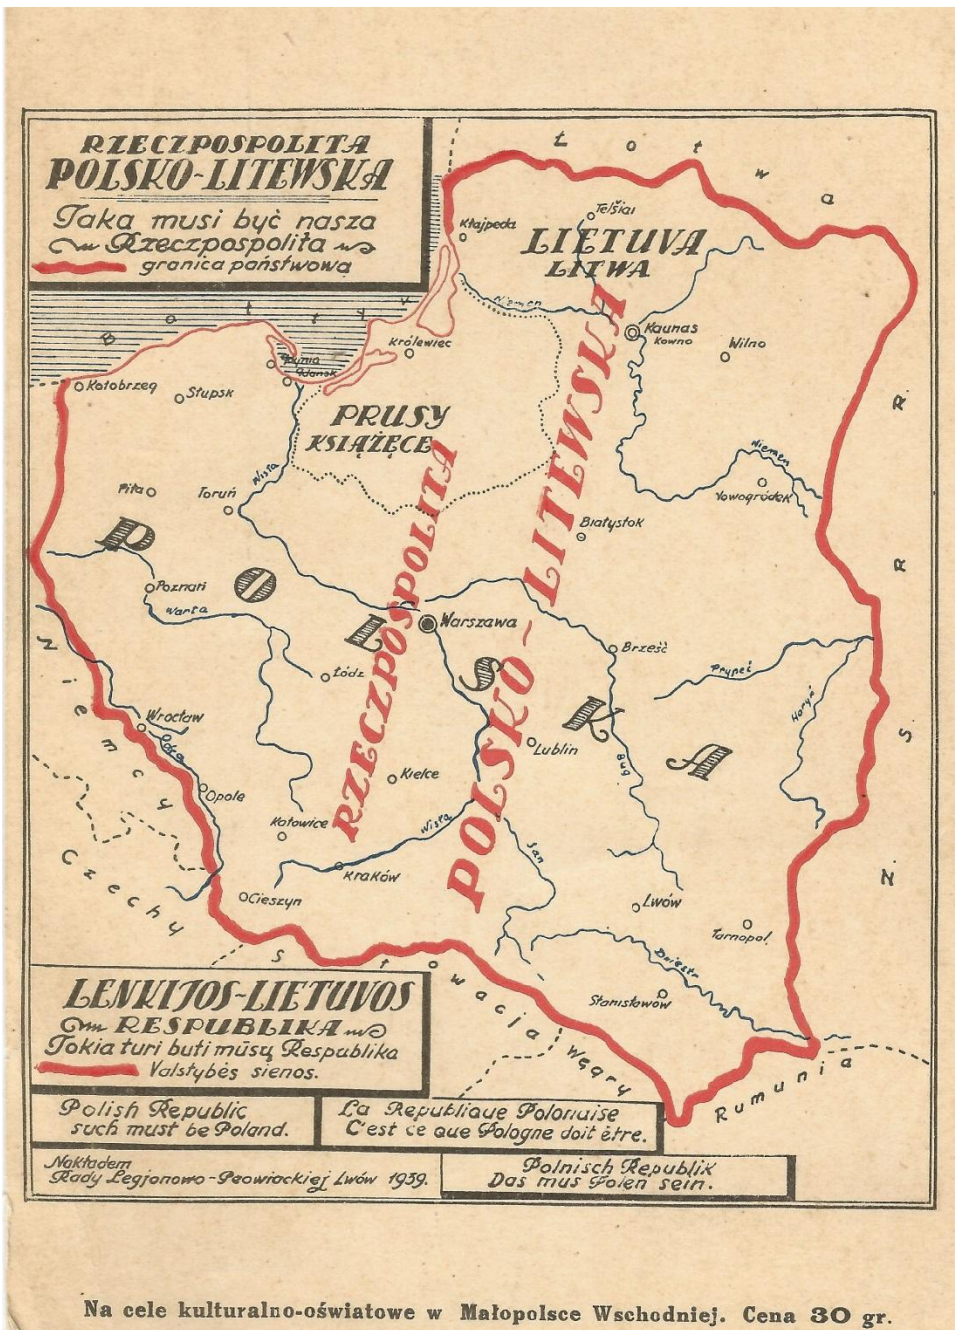 RZECZPOSPOLITA
POLSKO-LITEWSKA
Taka musi być nasza
Rzeczpospolita
granica państwowa
Łotwa
Bałtyk
Kłajpeda
Telšiai
LIETUVA
LITWA
Niemen
Kaunas
Kowno
Wilno
Królewiec
Gdynia
Gdańsk
Kołobrzeg
Słupsk
PRUSY
KSIĄŻĘCE
Wisła
Niemen
Nowogródek
Piła
Toruń
Białystok
POLSKA
RZECZPOSPOLITA
POLSKO-LITEWSKA
Poznań
Warta
Warszawa
Brześć
Łódź
Prypeć
Horyń
Z.S.R.R.
Niemcy
Wrocław
Odra
Lublin
Bug
Opole
Kielce
Katowice
Wisła
San
Czechy
Kraków
Cieszyn
Lwów
Tarnopol
Dniestr
Stanisławów
Słowacja
Węgry
Rumunia
LENKIJOS-LIETUVOS
RESPUBLIKA
Tokia turi buti mūsų Respublika
Valstybės sienos.
Polish Republic
such must be Poland.
La Republique Polonaise
C'est ce que Pologne doit être.
Nakładem
Rady Legjonowo-Peowiackiej Lwów 1939.
Polnisch Republik
Das mus Polen sein.
Na cele kulturalno-oświatowe w Małopolsce Wschodniej. Cena 30 gr.